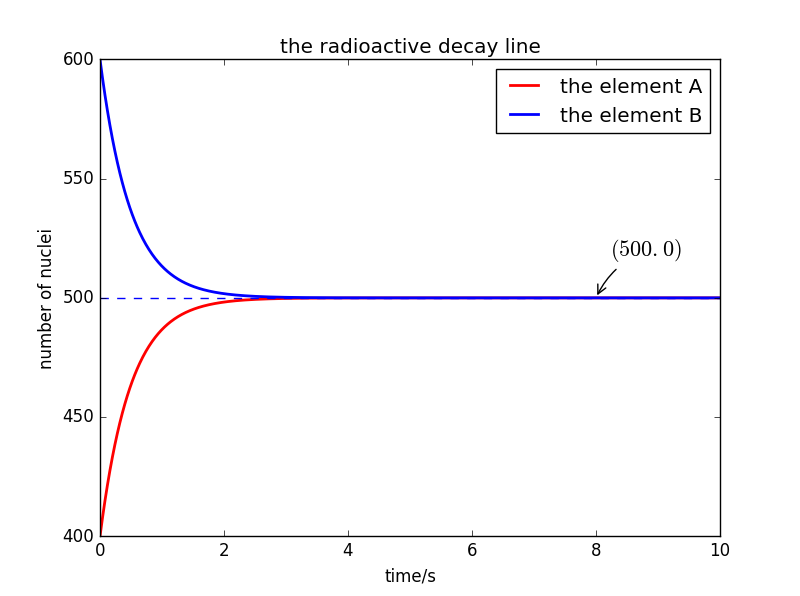 the radioactive decay line
the element A
the element B
(500.0)
number of nuclei
600
550
500
450
400
0 2 4 6 8 10
time/s